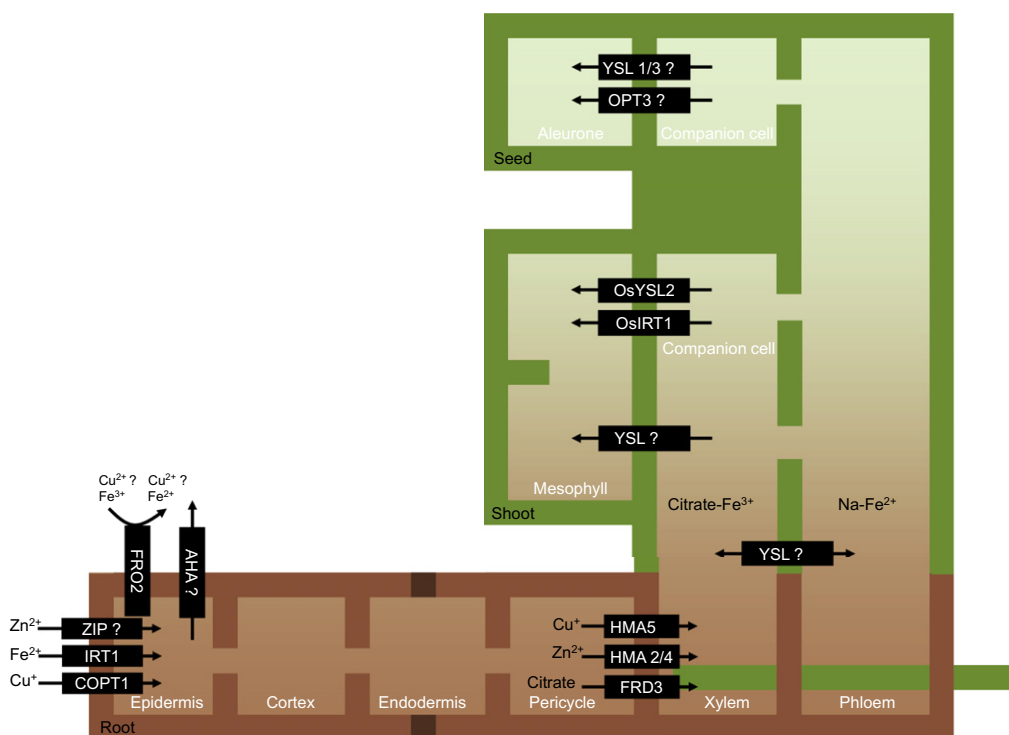 YSL 1/3 ?
OPT3 ?
Aleurone
Companion cell
Seed
OsYSL2
OsIRT1
Companion cell
YSL ?
Mesophyll
Citrate-Fe³⁺
Na-Fe²⁺
Shoot
YSL ?
Cu²⁺ ?
Fe³⁺
Cu²⁺ ?
Fe²⁺
FRO2
AHA ?
Zn²⁺
ZIP ?
Fe²⁺
IRT1
Cu⁺
COPT1
Cu⁺
HMA5
Zn²⁺
HMA 2/4
Citrate
FRD3
Epidermis
Cortex
Endodermis
Pericycle
Xylem
Phloem
Root